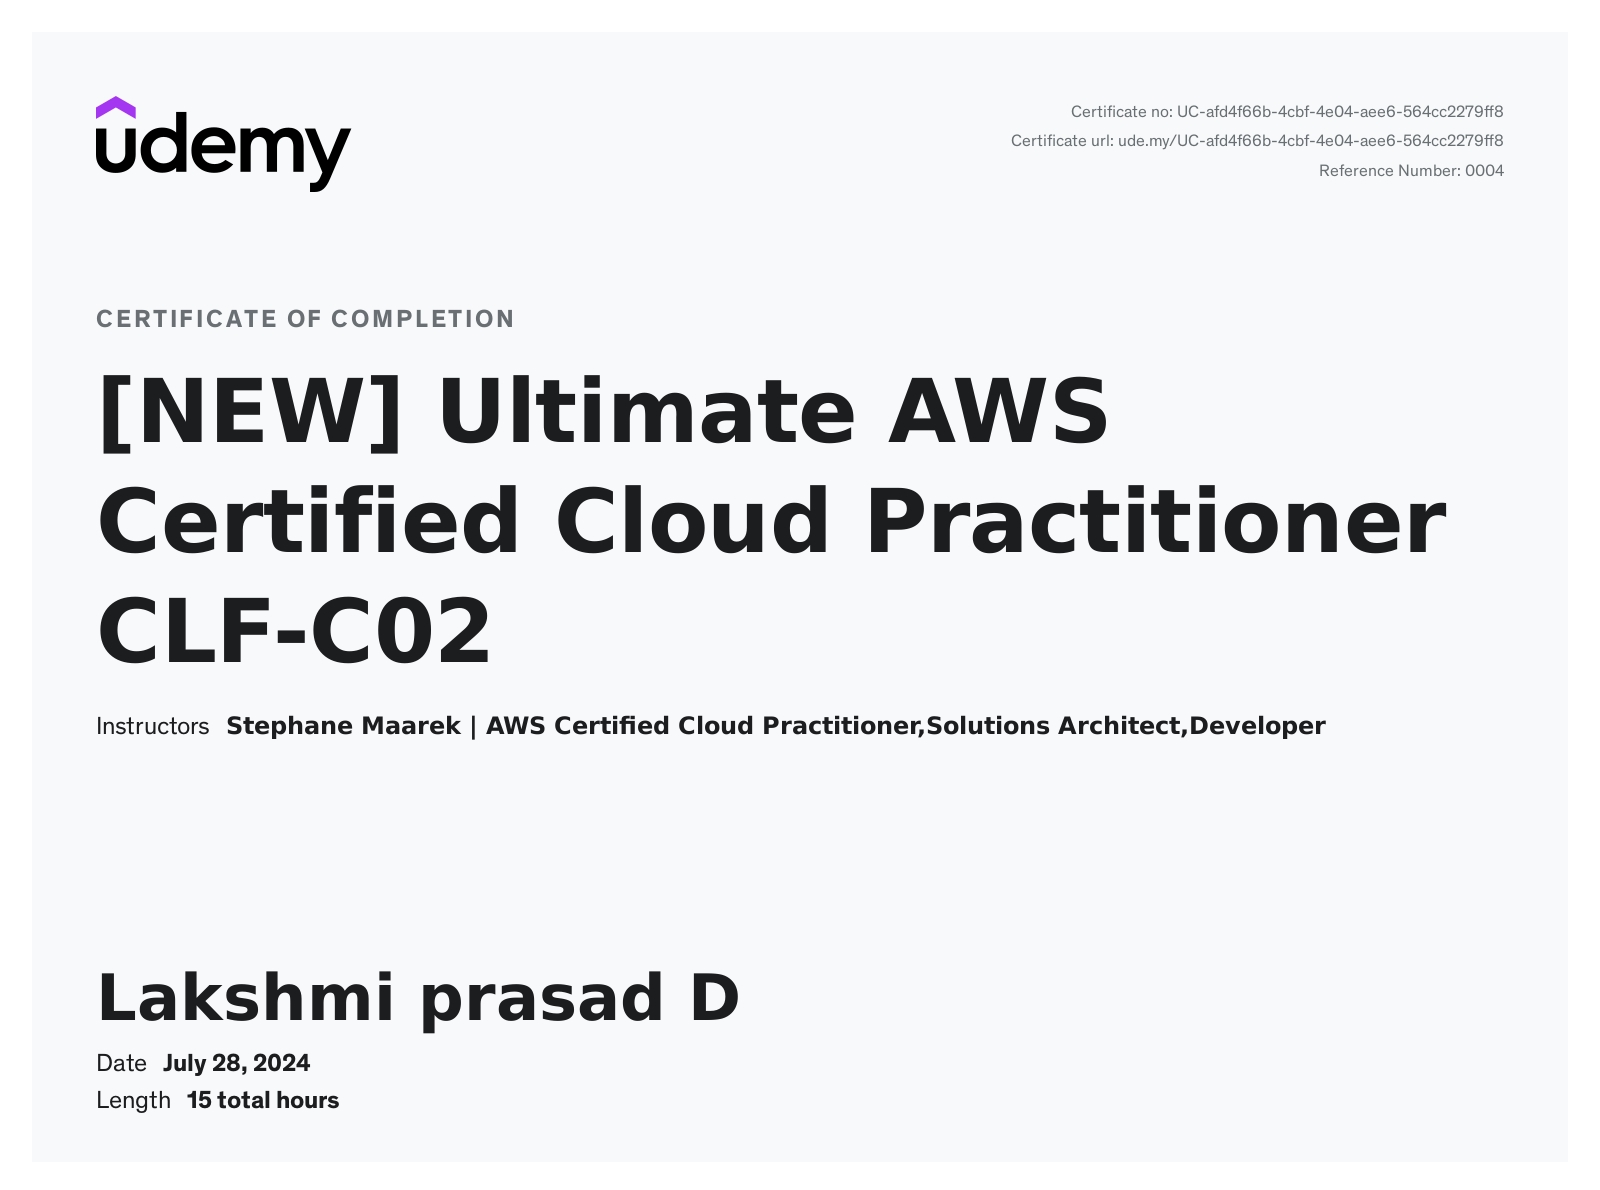 udemy
Certificate no: UC-afd4f66b-4cbf-4e04-aee6-564cc2279ff8
Certificate url: ude.my/UC-afd4f66b-4cbf-4e04-aee6-564cc2279ff8
Reference Number: 0004
CERTIFICATE OF COMPLETION
[NEW] Ultimate AWS
Certified Cloud Practitioner
CLF-C02
Instructors Stephane Maarek | AWS Certified Cloud Practitioner,Solutions Architect,Developer
Lakshmi prasad D
Date July 28, 2024
Length 15 total hours